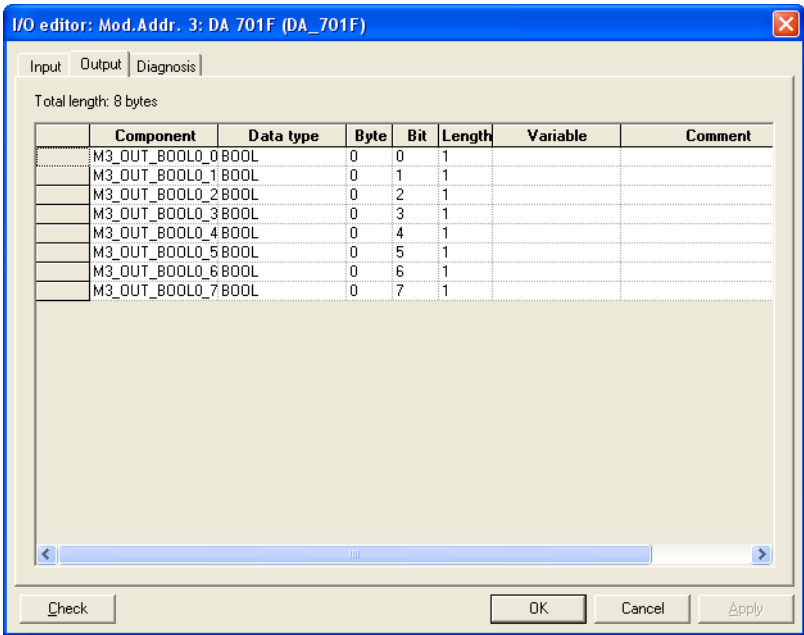 I/O editor: Mod.Addr. 3: DA 701F (DA_701F)
Input Output Diagnosis
Total length: 8 bytes
Component Data type Byte Bit Length Variable Comment
M3_OUT_BOOL0_0 BOOL 0 0 1
M3_OUT_BOOL0_1 BOOL 0 1 1
M3_OUT_BOOL0_2 BOOL 0 2 1
M3_OUT_BOOL0_3 BOOL 0 3 1
M3_OUT_BOOL0_4 BOOL 0 4 1
M3_OUT_BOOL0_5 BOOL 0 5 1
M3_OUT_BOOL0_6 BOOL 0 6 1
M3_OUT_BOOL0_7 BOOL 0 7 1
Check OK Cancel Apply